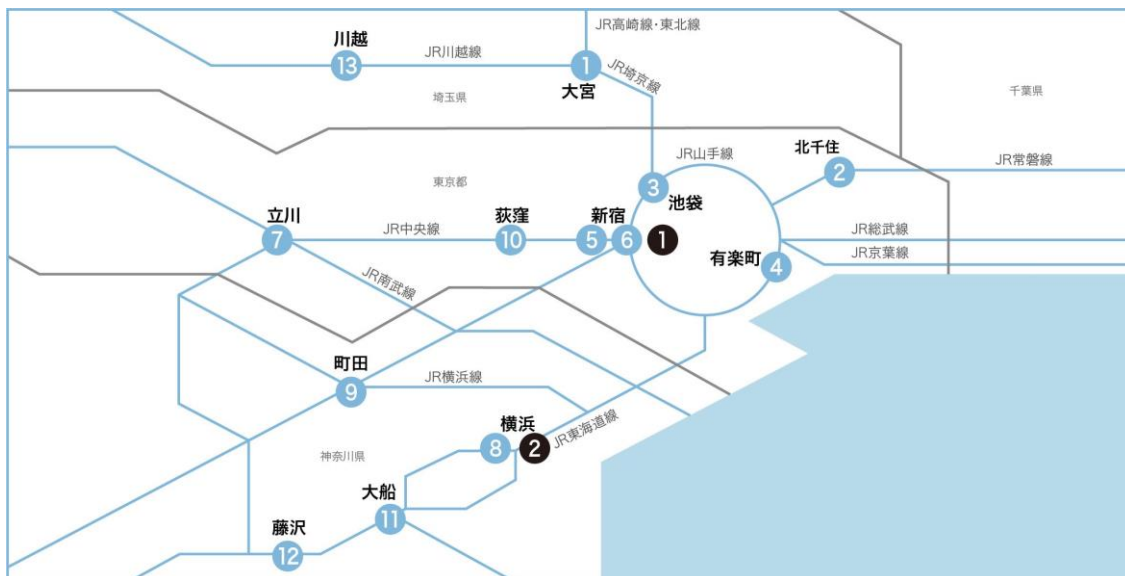 JR高崎線・東北線
川越
13
JR川越線
1
大宮
JR埼京線
埼玉県
千葉県
JR山手線
北千住
2
JR常磐線
東京都
3
池袋
立川
7
JR中央線
荻窪
10
新宿
5
6
1
有楽町
4
JR総武線
JR京葉線
JR南武線
町田
9
JR横浜線
横浜
8
2
JR東海道線
神奈川県
大船
11
藤沢
12